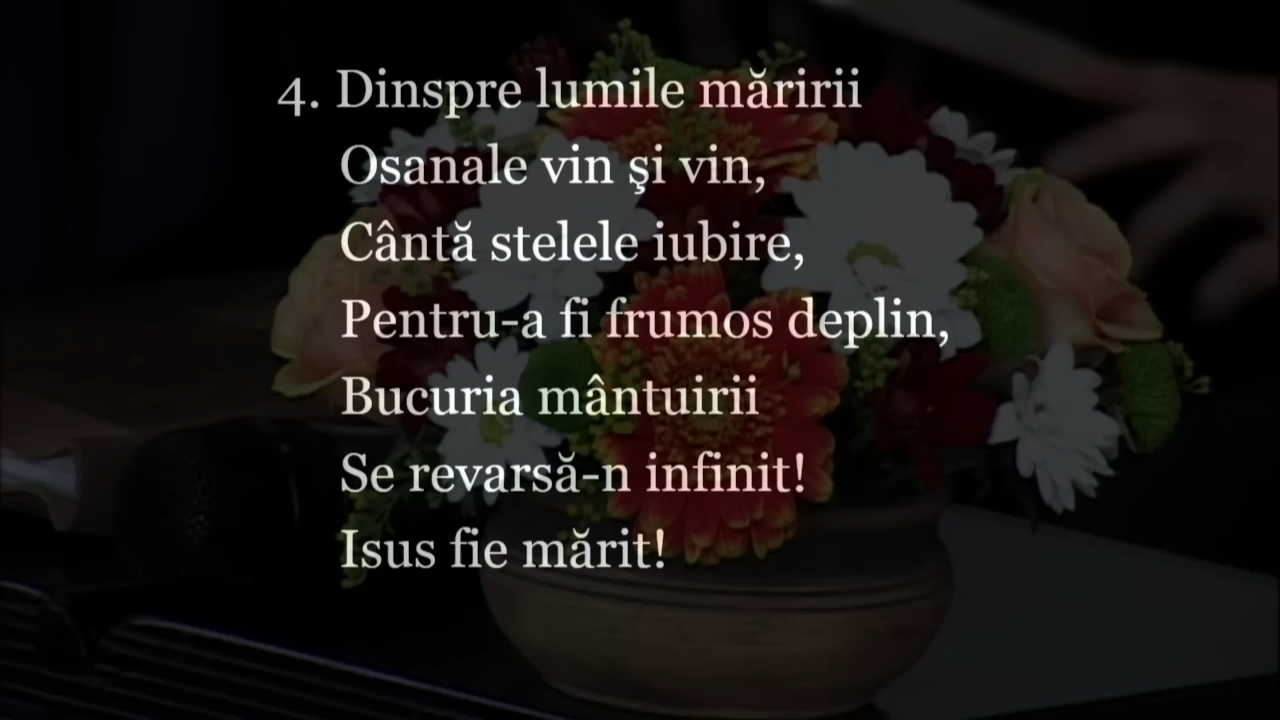 4. Dinspre lumile măririi
Osanale vin şi vin,
Cântă stelele iubire,
Pentru-a fi frumos deplin,
Bucuria mântuirii
Se revarsă-n infinit!
Isus fie mărit!